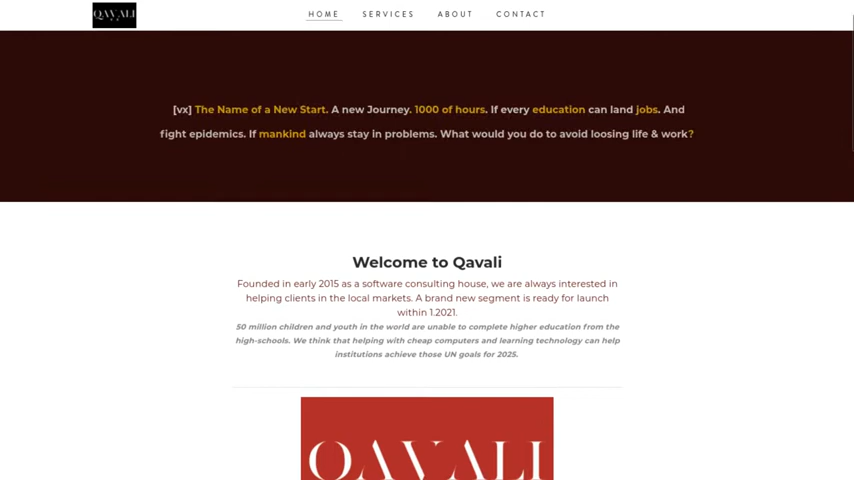 QAVALI
HOME SERVICES ABOUT CONTACT
[vx] The Name of a New Start. A new Journey. 1000 of hours. If every education can land jobs. And
fight epidemics. If mankind always stay in problems. What would you do to avoid loosing life & work?
Welcome to Qavali
Founded in early 2015 as a software consulting house, we are always interested in
helping clients in the local markets. A brand new segment is ready for launch
within 1.2021.
50 million children and youth in the world are unable to complete higher education from the
high-schools. We think that helping with cheap computers and learning technology can help
institutions achieve those UN goals for 2025.
QAVALI